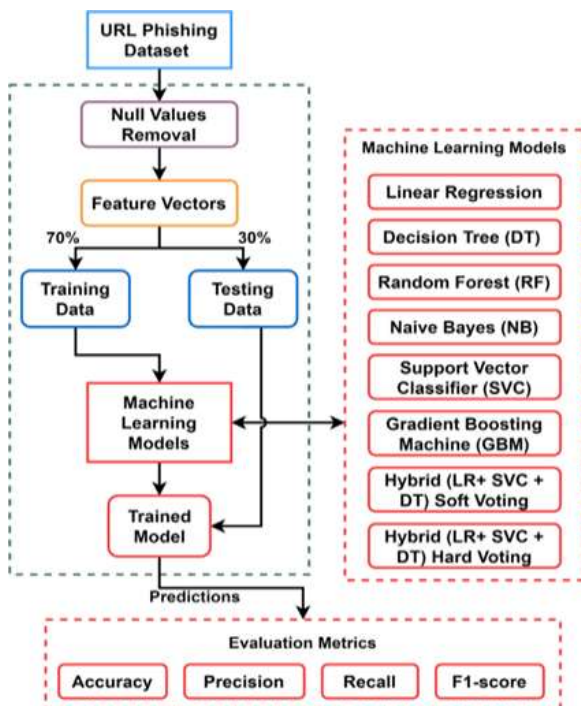 URL Phishing
Dataset
Null Values
Removal
Feature Vectors
70%
30%
Training
Data
Testing
Data
Machine
Learning
Models
Trained
Model
Predictions
Machine Learning Models
Linear Regression
Decision Tree (DT)
Random Forest (RF)
Naive Bayes (NB)
Support Vector
Classifier (SVC)
Gradient Boosting
Machine (GBM)
Hybrid (LR+ SVC +
DT) Soft Voting
Hybrid (LR+ SVC +
DT) Hard Voting
Evaluation Metrics
Accuracy
Precision
Recall
F1-score